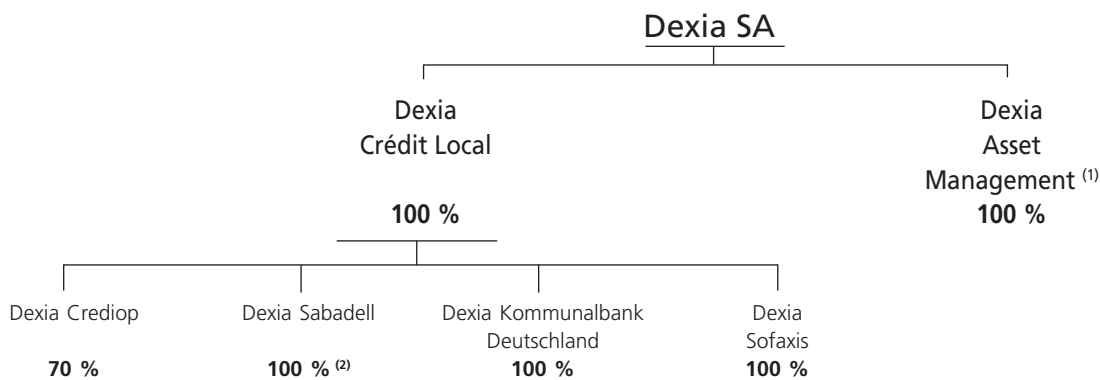 Dexia SA
Dexia
Crédit Local
100 %
Dexia
Asset
Management (1)
100 %
Dexia Crediop
70 %
Dexia Sabadell
100 % (2)
Dexia Kommunalbank
Deutschland
100 %
Dexia
Sofaxis
100 %